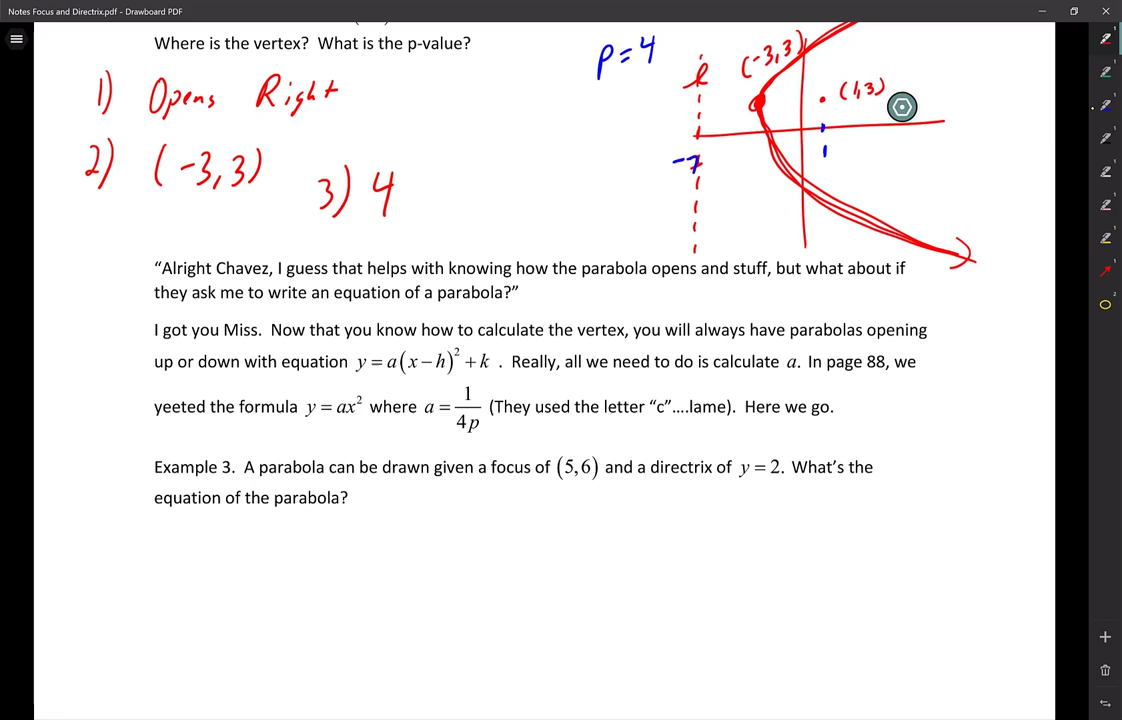 Notes Focus and Directrix.pdf - Drawboard PDF
Where is the vertex? What is the p-value?
P = 4
l
(-3,3)
(1,3)
-7
1
1) Opens Right
2) (-3,3)
3) 4
“Alright Chavez, I guess that helps with knowing how the parabola opens and stuff, but what about if
they ask me to write an equation of a parabola?”
I got you Miss. Now that you know how to calculate the vertex, you will always have parabolas opening
up or down with equation y = a(x − h)² + k . Really, all we need to do is calculate a. In page 88, we
yeeted the formula y = ax² where a = 1/4p (They used the letter “c”....lame). Here we go.
Example 3. A parabola can be drawn given a focus of (5,6) and a directrix of y = 2. What’s the
equation of the parabola?